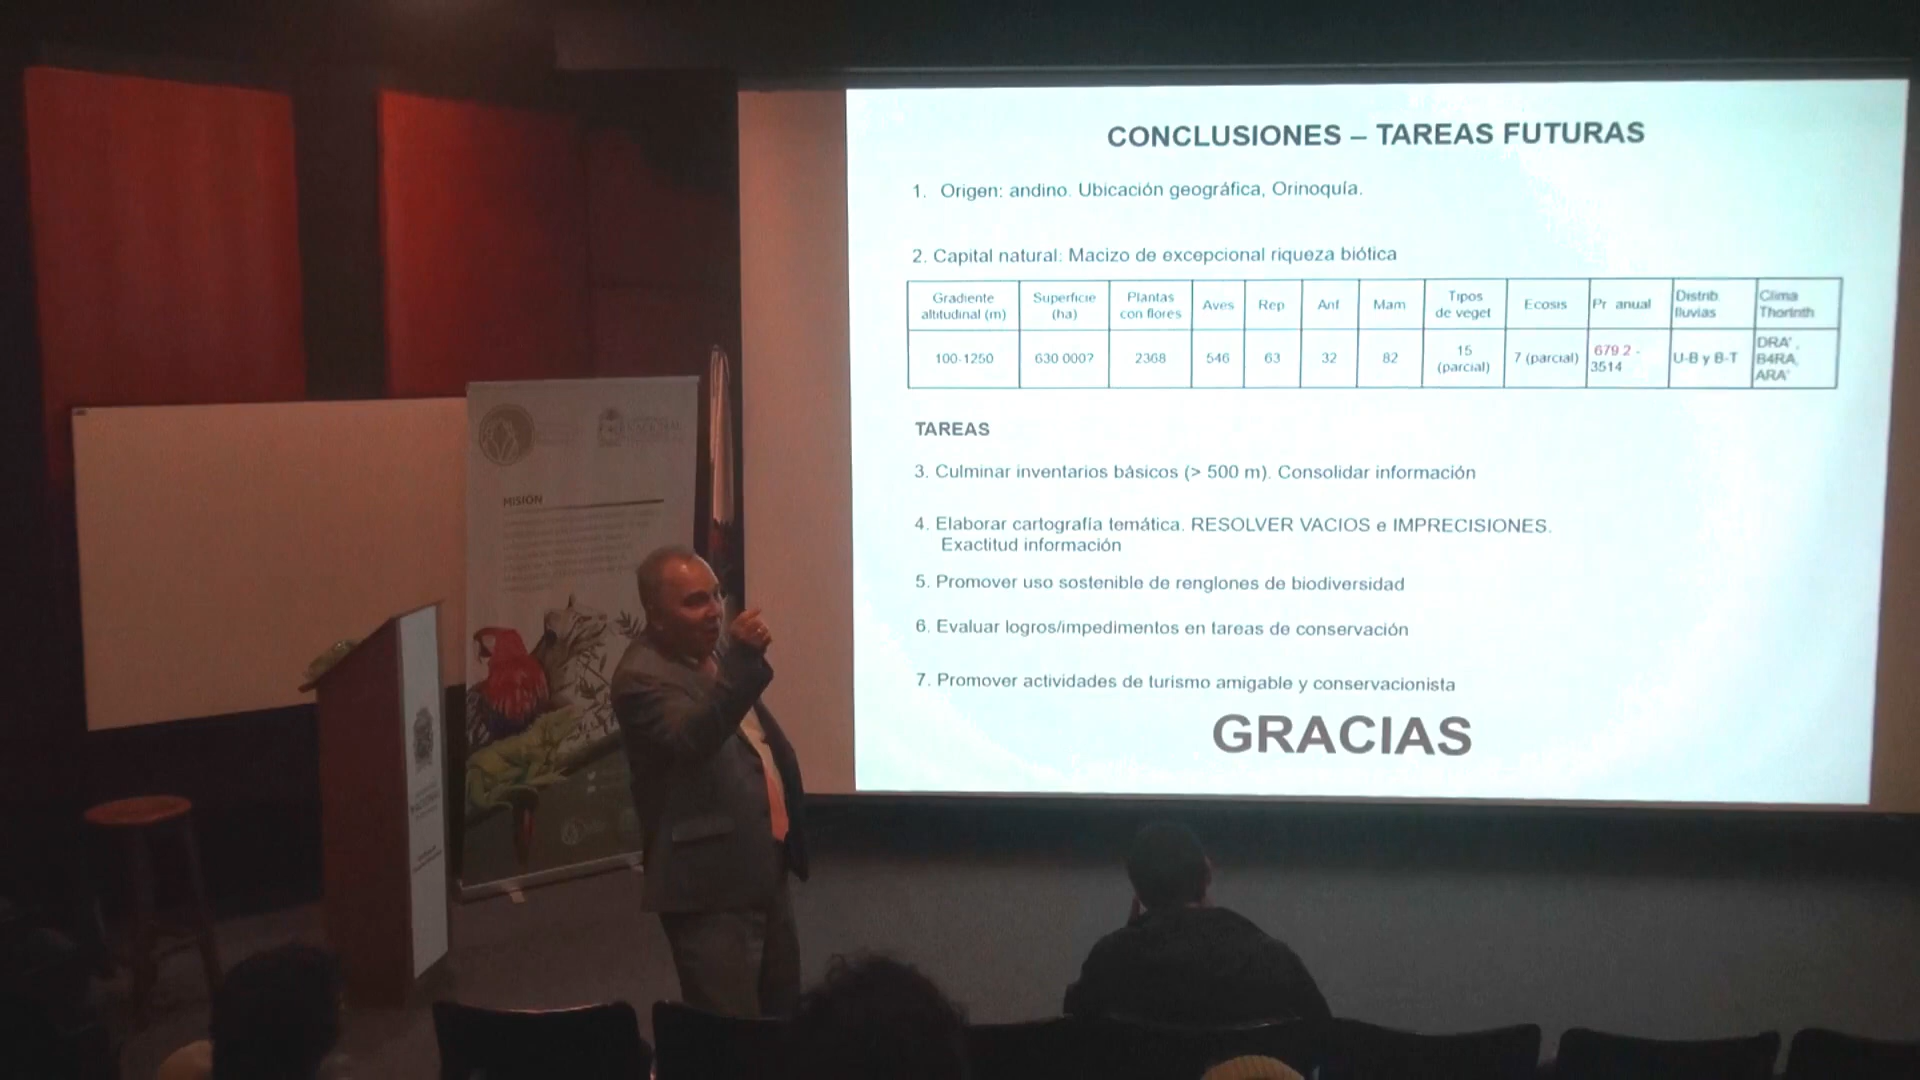 CONCLUSIONES – TAREAS FUTURAS
1. Origen: andino. Ubicación geográfica, Orinoquía.
2. Capital natural: Macizo de excepcional riqueza biótica
Gradiente altitudinal (m) Superficie (ha) Plantas con flores Aves Rep Anf Mam Tipos de veget Ecosis Pr anual Distrib lluvias Clima Thorinth
100-1250 630 000? 2368 546 63 32 82 15 (parcial) 7 (parcial) 679 2 - 3514 U-B y B-T DRA', B4RA, ARA'
TAREAS
3. Culminar inventarios básicos (> 500 m). Consolidar información
4. Elaborar cartografía temática. RESOLVER VACIOS e IMPRECISIONES.
Exactitud información
5. Promover uso sostenible de renglones de biodiversidad
6. Evaluar logros/impedimentos en tareas de conservación
7. Promover actividades de turismo amigable y conservacionista
GRACIAS
MISIÓN
NACIONAL